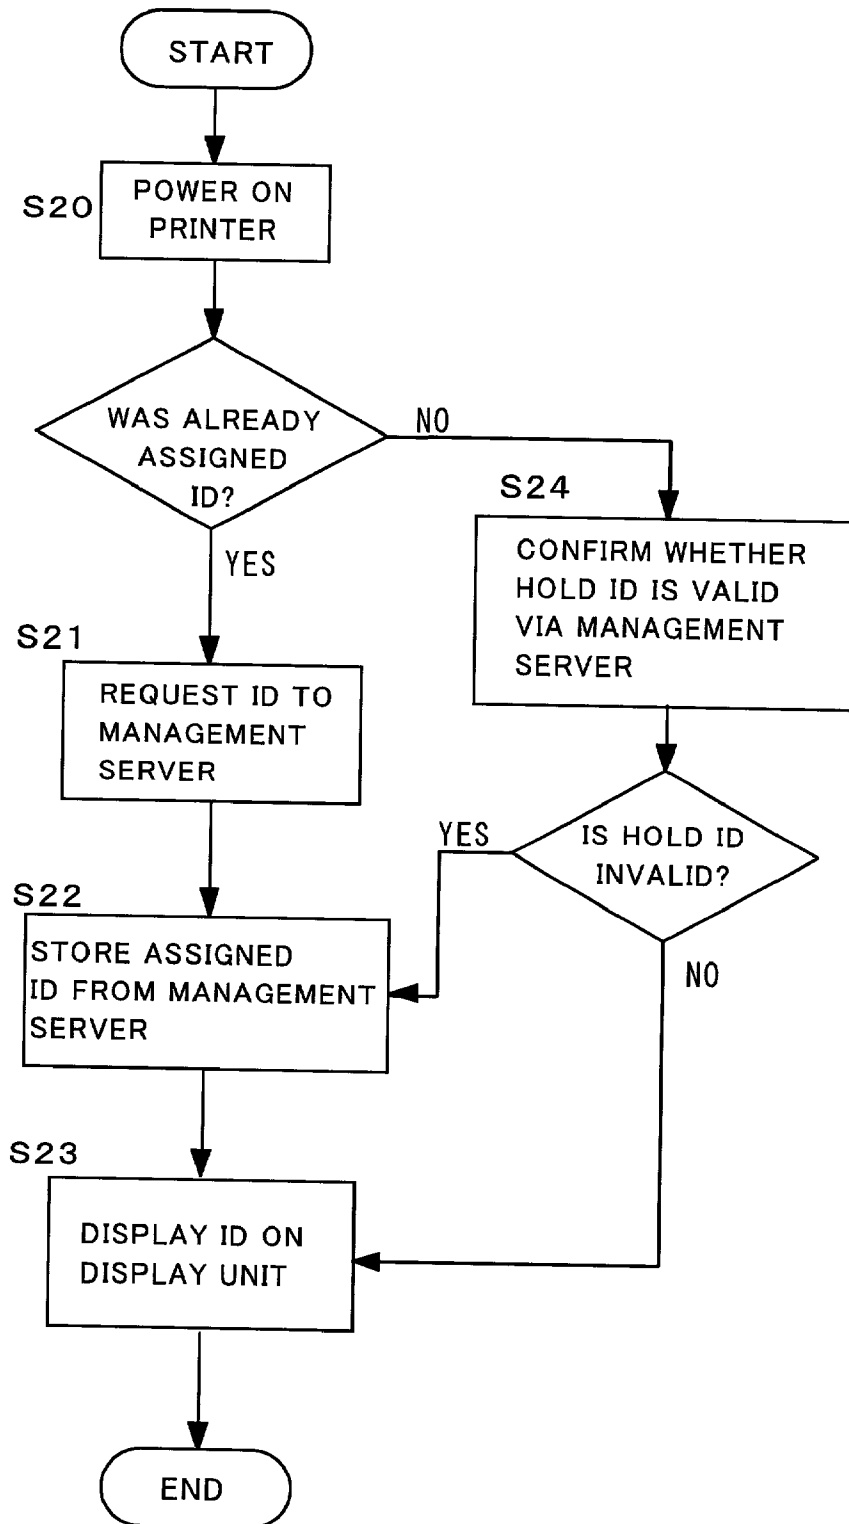 START
S20
POWER ON
PRINTER
WAS ALREADY
ASSIGNED
ID?
NO
YES
S24
CONFIRM WHETHER
HOLD ID IS VALID
VIA MANAGEMENT
SERVER
S21
REQUEST ID TO
MANAGEMENT
SERVER
IS HOLD ID
INVALID?
YES
NO
S22
STORE ASSIGNED
ID FROM MANAGEMENT
SERVER
S23
DISPLAY ID ON
DISPLAY UNIT
END